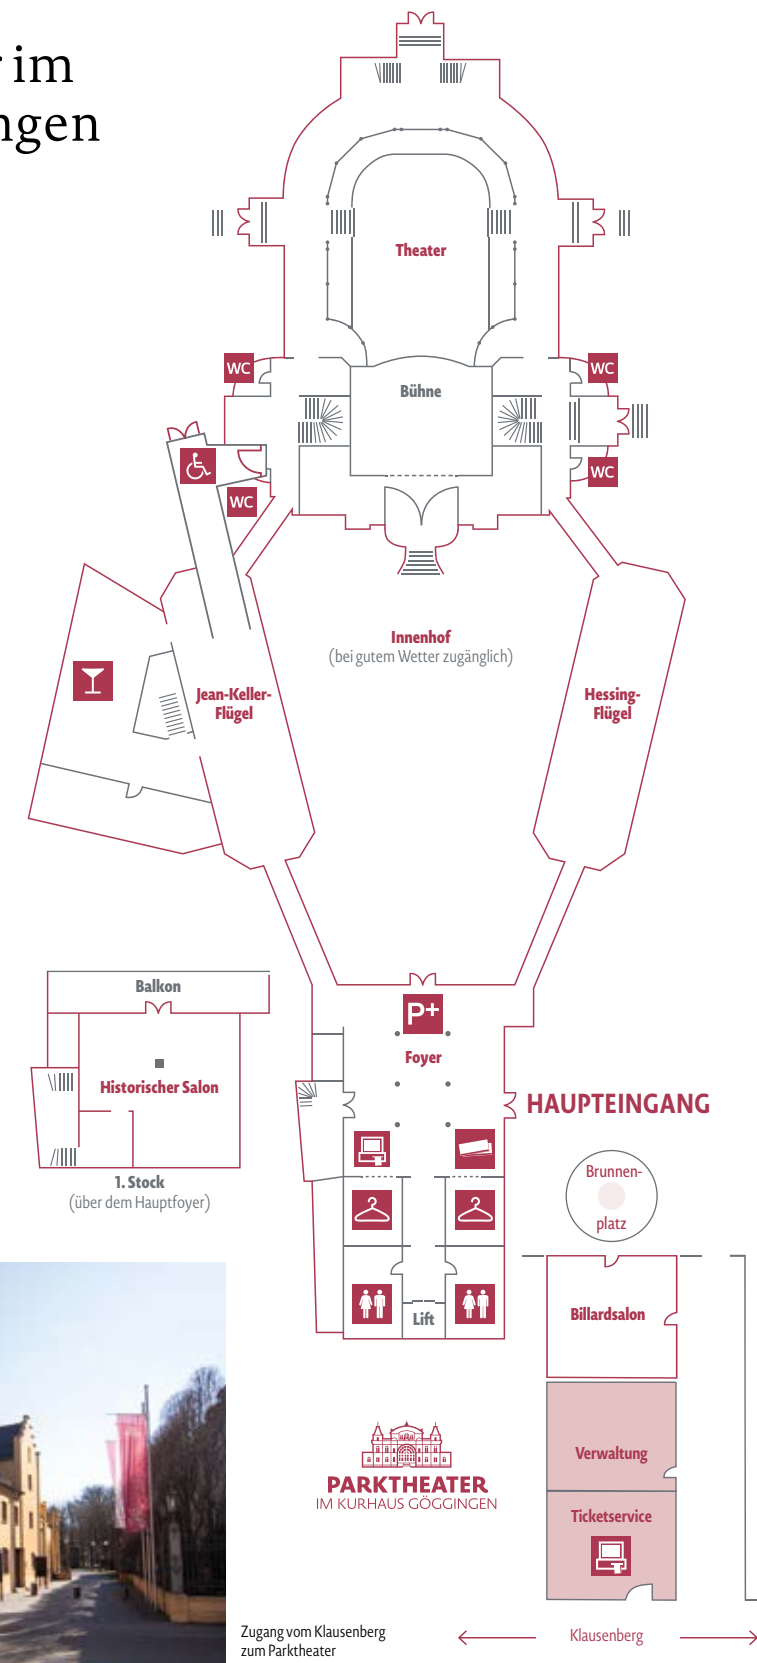 im
ngen
Theater
WC
WC
Bühne
WC
WC
Innenhof
(bei gutem Wetter zugänglich)
Jean-Keller-
Flügel
Hessing-
Flügel
P+
Foyer
HAUPTEINGANG
Balkon
Historischer Salon
1. Stock
(über dem Hauptfoyer)
Brunnen-
platz
Lift
Billardsalon
Verwaltung
Ticketservice
PARKTHEATER
IM KURHAUS GÖGGINGEN
Zugang vom Klausenberg
zum Parktheater
Klausenberg